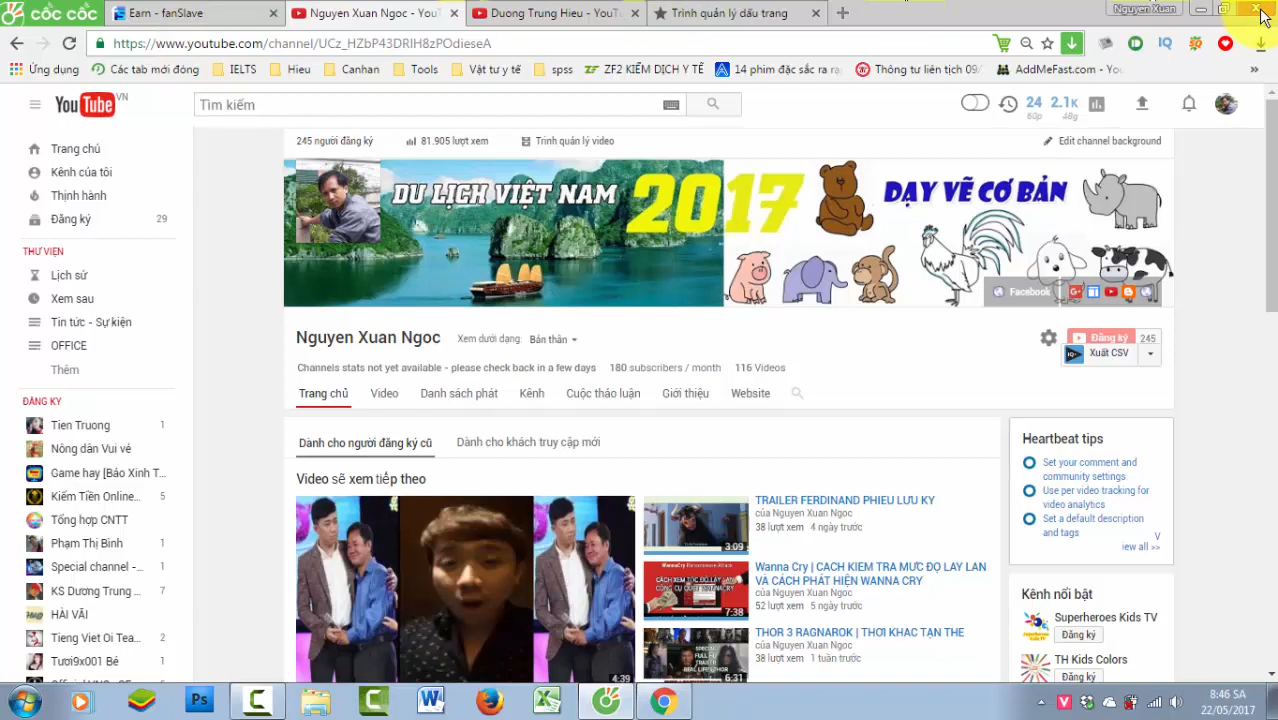 CỐC CỐC
Earn - fanSlave
Nguyen Xuan Ngoc - YouT
Duong Trung Hieu - YouTu
Trình quản lý dấu trang
Nguyen Xuan
https://www.youtube.com/channel/UCz_HZbP43DRIH8zPOdieseA
Ứng dụng
Các tab mới đóng
IELTS
Hieu
Canhan
Tools
Vật tư y tế
spss
ZF2 KIỂM DỊCH Y TẾ
14 phim đặc sắc ra rạ
Thông tư liên tịch 09/
AddMeFast.com - You
YouTube VN
Tìm kiếm
24
60p
2.1K
48g
Trang chủ
Kênh của tôi
Thịnh hành
Đăng ký 29
THƯ VIỆN
Lịch sử
Xem sau
Tin tức - Sự kiện
OFFICE
Thêm
ĐĂNG KÝ
Tien Truong 1
Nông dân Vui vẻ 1
Game hay [Báo Xinh T...
Kiếm Tiền Online... 5
Tổng hợp CNTT 1
Phạm Thị Bình 1
Special channel -... 1
KS Dương Trung ... 7
HÀI VÃI 1
Tieng Viet Oi Tea... 2
Tươi9x001 Bé 1
245 người đăng ký
81.905 lượt xem
Trình quản lý video
Edit channel background
DU LỊCH VIỆT NAM
2017
DẠY VẼ CƠ BẢN
Facebook
Nguyen Xuan Ngoc
Xem dưới dạng: Bản thân
Đăng ký 245
Xuất CSV
Channels stats not yet available - please check back in a few days
180 subscribers / month
116 Videos
Trang chủ
Video
Danh sách phát
Kênh
Cuộc thảo luận
Giới thiệu
Website
Dành cho người đăng ký cũ
Dành cho khách truy cập mới
Video sẽ xem tiếp theo
4:39
3:09
TRAILER FERDINAND PHIEU LUU KY
của Nguyen Xuan Ngoc
38 lượt xem 4 ngày trước
7:38
Wanna Cry | CACH KIEM TRA MƯC ĐỌ LAY LAN
VA CÁCH PHÁT HIỆN WANNA CRY
của Nguyen Xuan Ngoc
52 lượt xem 5 ngày trước
6:31
THOR 3 RAGNAROK | THƠI KHAC TẠN THE
của Nguyen Xuan Ngoc
38 lượt xem 1 tuần trước
Heartbeat tips
Set your comment and
community settings
Use per video tracking for
video analytics
Set a default description
and tags
V
iew all >>
Kênh nổi bật
Superheroes Kids TV
Đăng ký
TH Kids Colors
Đăng ký
8:46 SA
22/05/2017